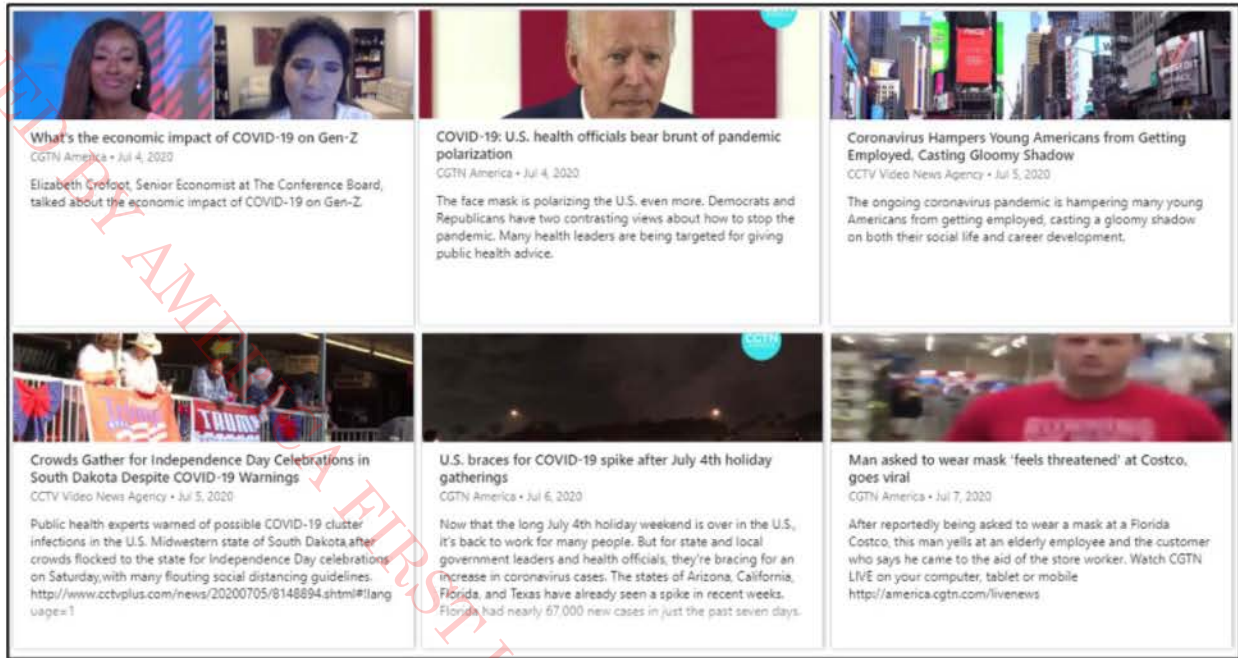 What's the economic impact of COVID-19 on Gen-Z
CGTN America • Jul 4, 2020
Elizabeth Crofoot, Senior Economist at The Conference Board,
talked about the economic impact of COVID-19 on Gen-Z.
COVID-19: U.S. health officials bear brunt of pandemic
polarization
CGTN America • Jul 4, 2020
The face mask is polarizing the U.S. even more. Democrats and
Republicans have two contrasting views about how to stop the
pandemic. Many health leaders are being targeted for giving
public health advice.
Coronavirus Hampers Young Americans from Getting
Employed, Casting Gloomy Shadow
CCTV Video News Agency • Jul 5, 2020
The ongoing coronavirus pandemic is hampering many young
Americans from getting employed, casting a gloomy shadow
on both their social life and career development.
TRUMP
Crowds Gather for Independence Day Celebrations in
South Dakota Despite COVID-19 Warnings
CCTV Video News Agency • Jul 5, 2020
Public health experts warned of possible COVID-19 cluster
infections in the U.S. Midwestern state of South Dakota after
crowds flocked to the state for Independence Day celebrations
on Saturday, with many flouting social distancing guidelines.
http://www.cctvplus.com/news/20200705/8148894.shtml#!lang
uage=1
CGTN
U.S. braces for COVID-19 spike after July 4th holiday
gatherings
CGTN America • Jul 6, 2020
Now that the long July 4th holiday weekend is over in the U.S.,
it's back to work for many people. But for state and local
government leaders and health officials, they're bracing for an
increase in coronavirus cases. The states of Arizona, California,
Florida, and Texas have already seen a spike in recent weeks.
Florida had nearly 67,000 new cases in just the past seven days.
Man asked to wear mask 'feels threatened' at Costco,
goes viral
CGTN America • Jul 7, 2020
After reportedly being asked to wear a mask at a Florida
Costco, this man yells at an elderly employee and the customer
who says he came to the aid of the store worker. Watch CGTN
LIVE on your computer, tablet or mobile
http://america.cgtn.com/livenews
BY AMERICA FIRST